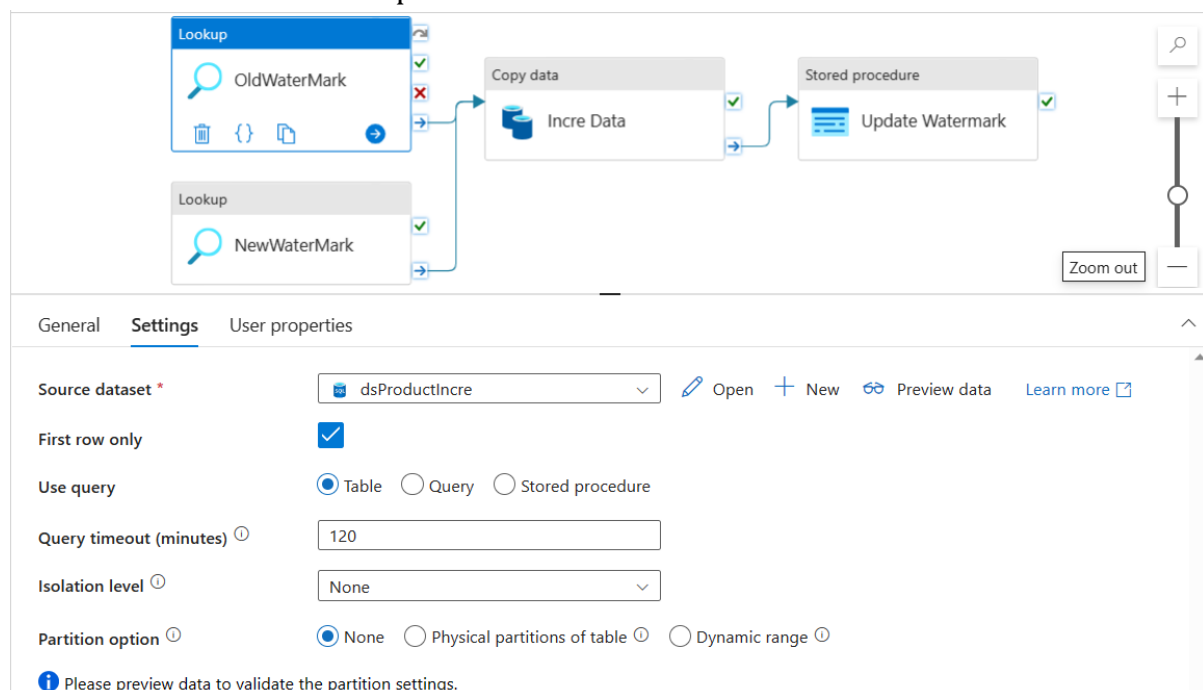 Lookup
OldWaterMark
Copy data
Incre Data
Stored procedure
Update Watermark
Lookup
NewWaterMark
Zoom out
General Settings User properties
Source dataset * dsProductIncre Open New Preview data Learn more
First row only
Use query Table Query Stored procedure
Query timeout (minutes) 120
Isolation level None
Partition option None Physical partitions of table Dynamic range
Please preview data to validate the partition settings.